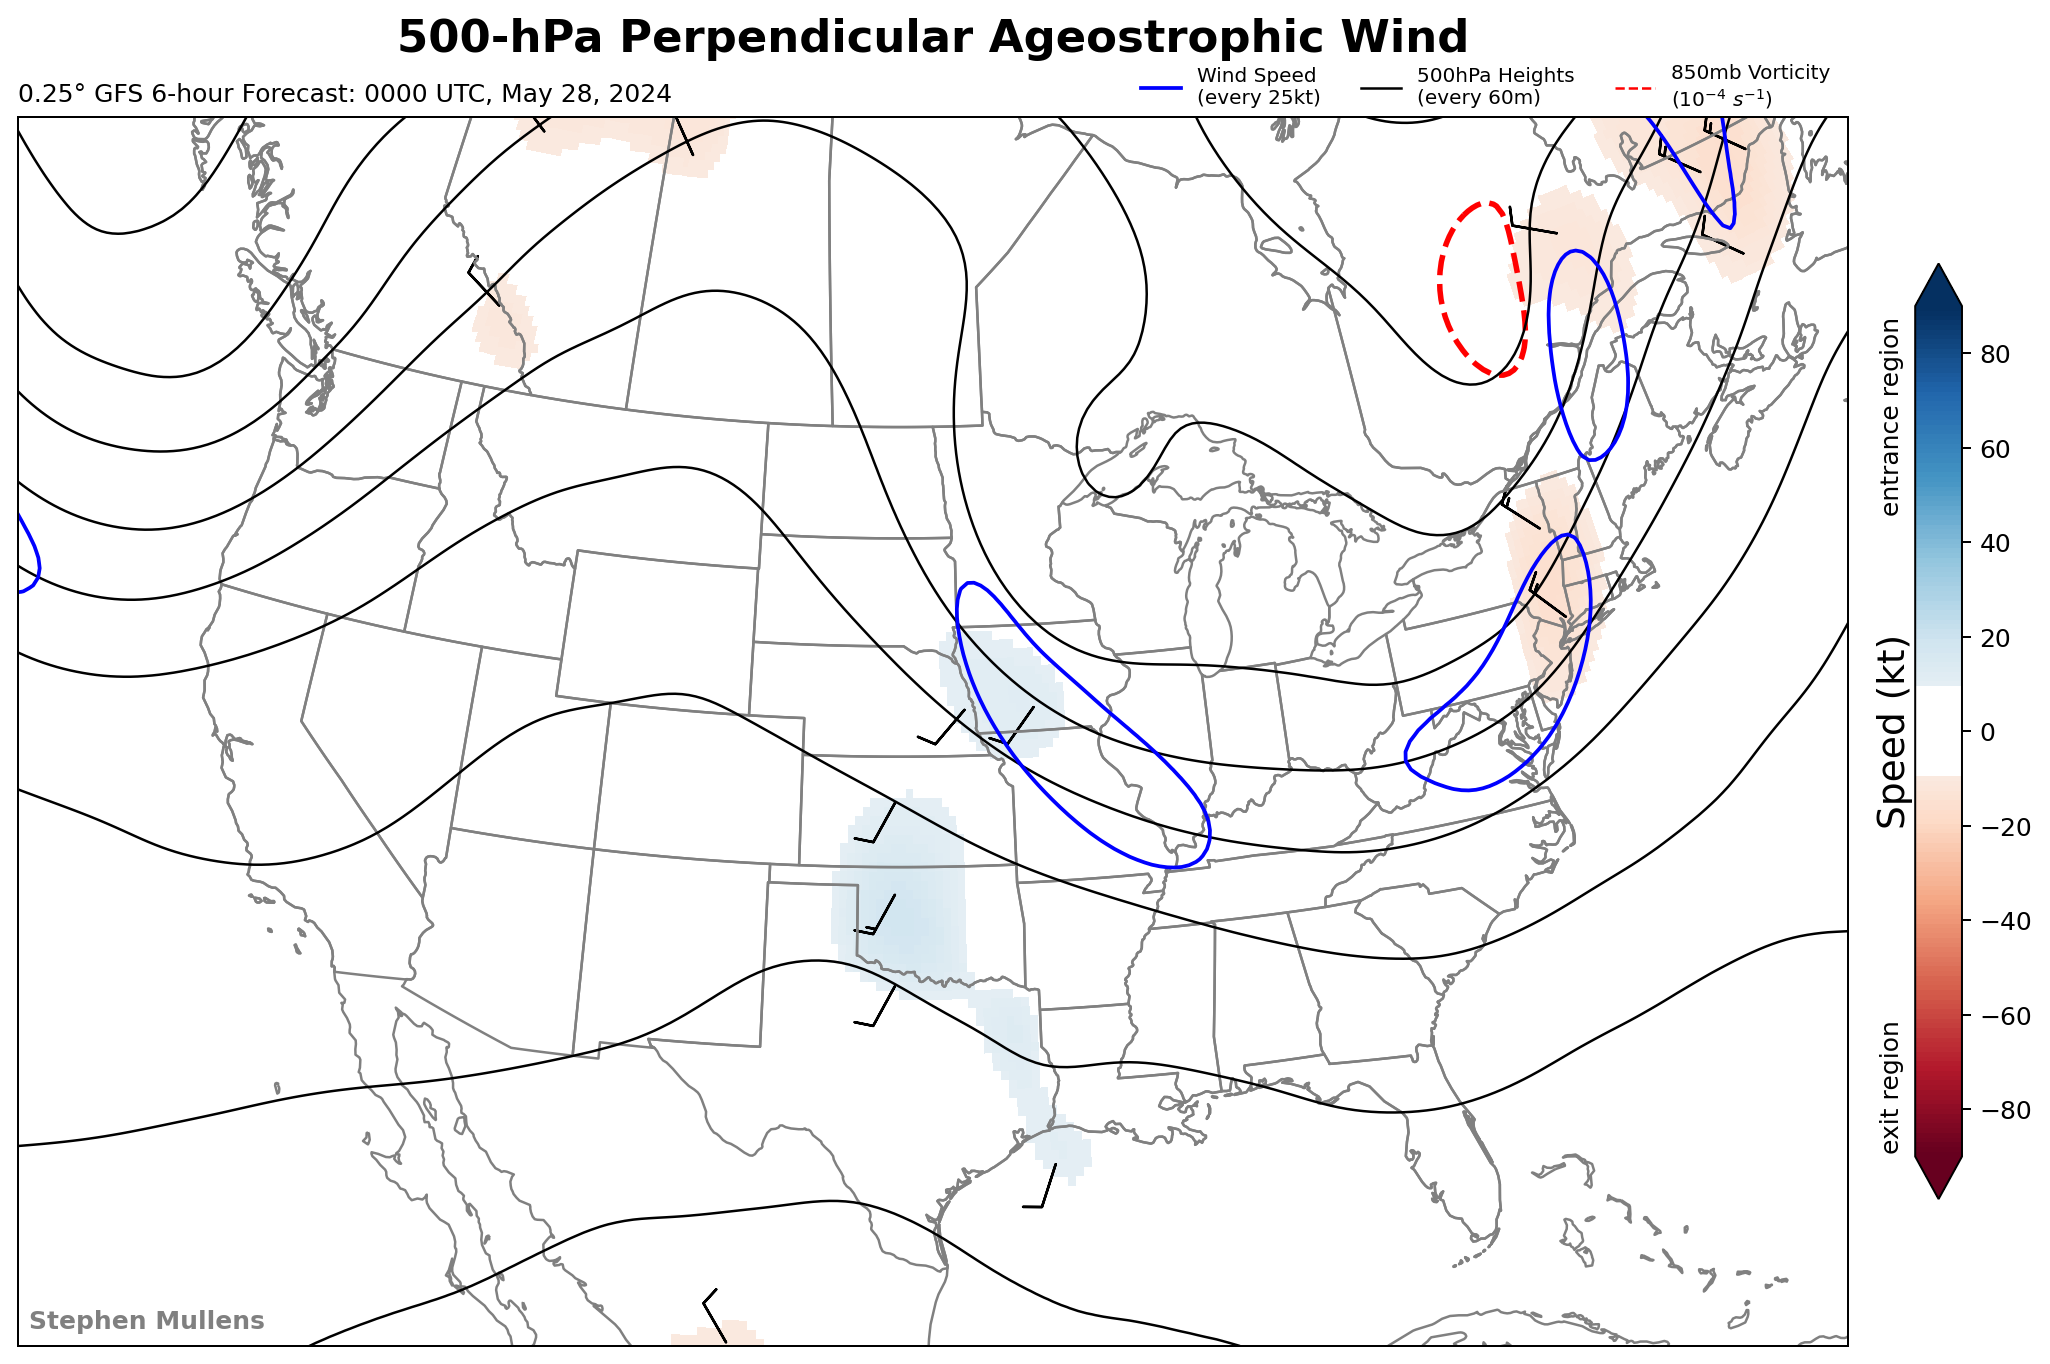 500-hPa Perpendicular Ageostrophic Wind
0.25° GFS 6-hour Forecast: 0000 UTC, May 28, 2024
Wind Speed
(every 25kt)
500hPa Heights
(every 60m)
850mb Vorticity
(10⁻⁴ s⁻¹)
entrance region
Speed (kt)
exit region
80
60
40
20
0
−20
−40
−60
−80
Stephen Mullens